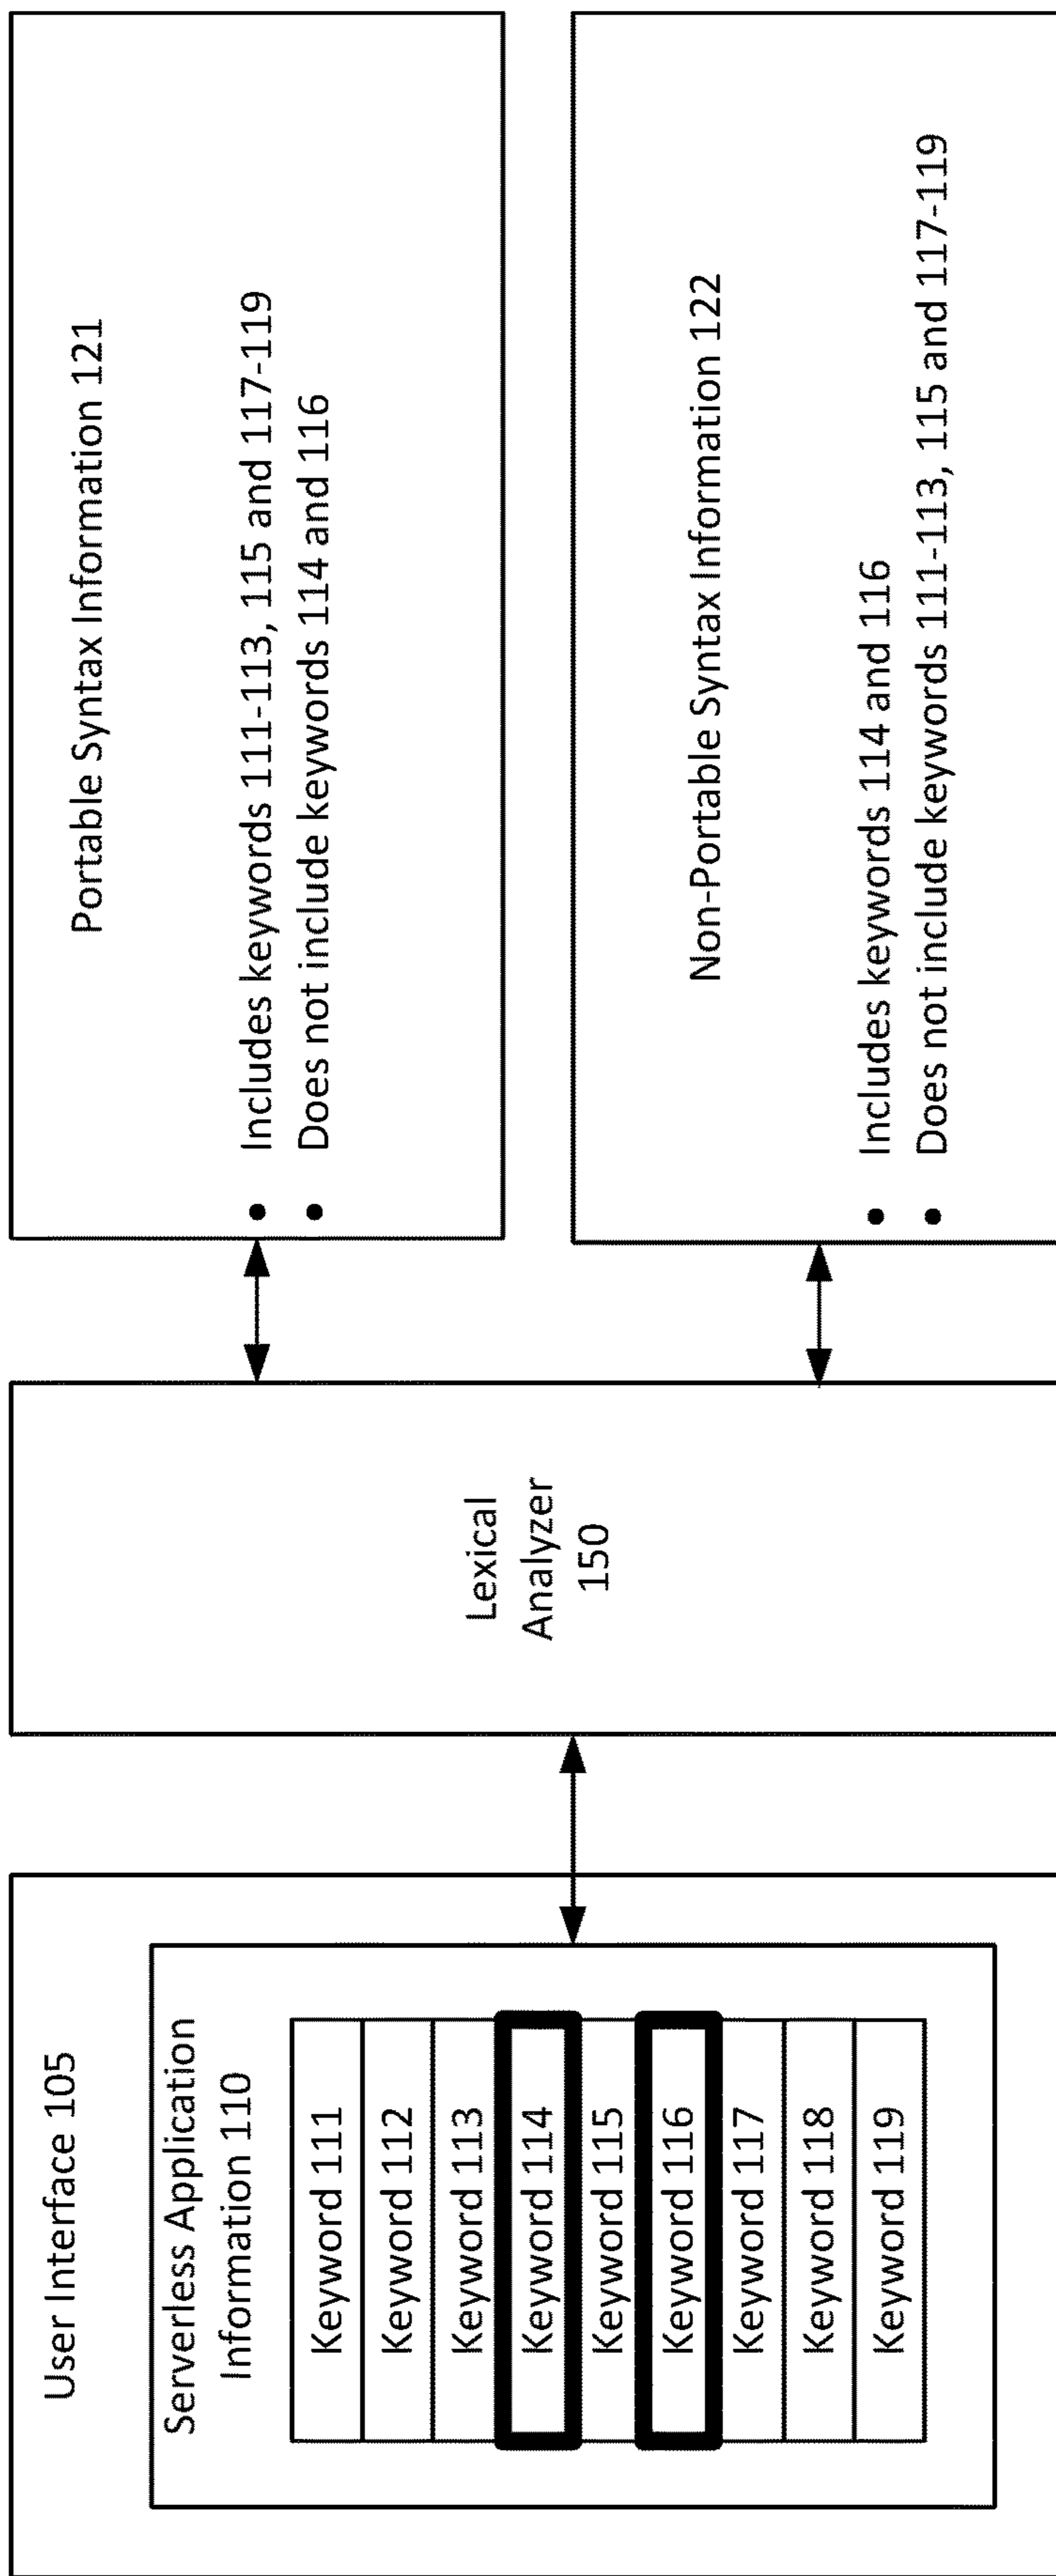 User Interface 105
Serverless Application
Information 110
Keyword 111
Keyword 112
Keyword 113
Keyword 114
Keyword 115
Keyword 116
Keyword 117
Keyword 118
Keyword 119
Lexical
Analyzer
150
Portable Syntax Information 121
• Includes keywords 111-113, 115 and 117-119
• Does not include keywords 114 and 116
Non-Portable Syntax Information 122
• Includes keywords 114 and 116
• Does not include keywords 111-113, 115 and 117-119